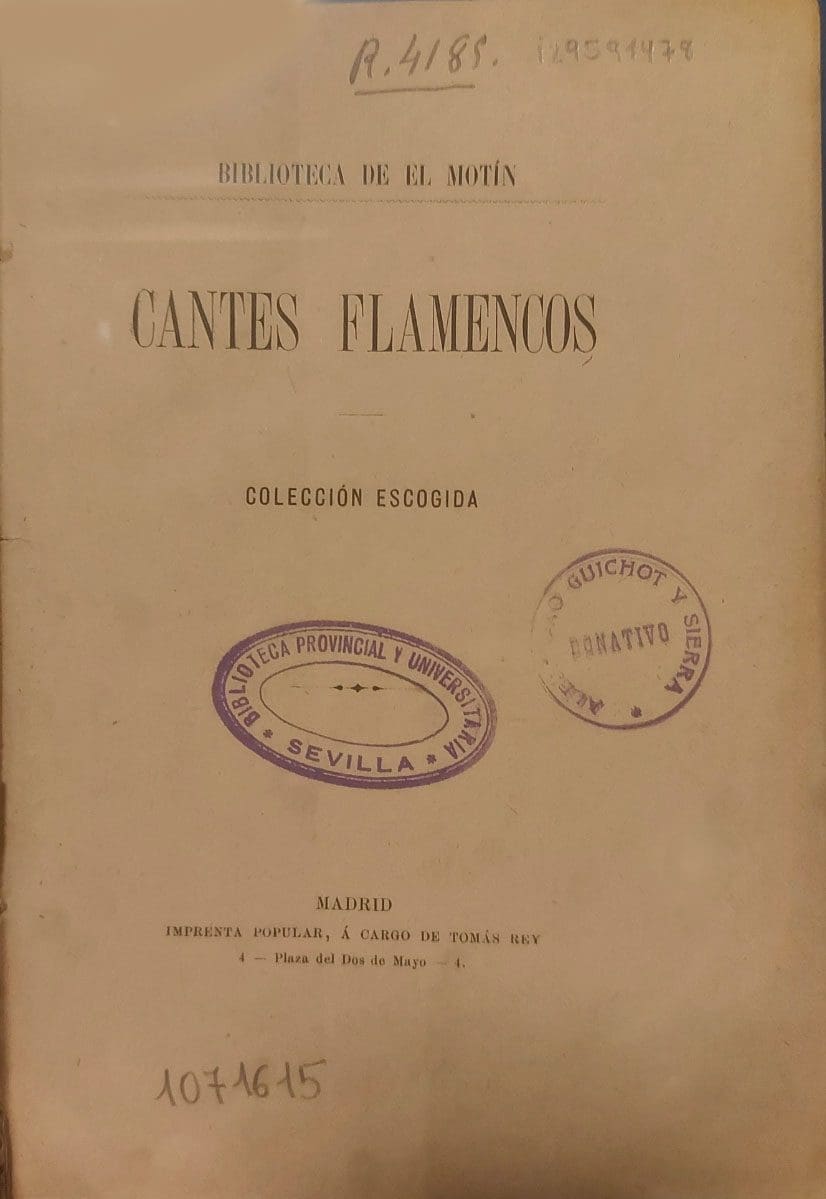 R. 4185. i29591478
BIBLIOTECA DE EL MOTÍN
CANTES FLAMENCOS
COLECCIÓN ESCOGIDA
GUICHOT Y SIERRA
DONATIVO
BIBLIOTECA PROVINCIAL Y UNIVERSITARIA
* SEVILLA *
MADRID
IMPRENTA POPULAR, Á CARGO DE TOMÁS REY
4 — Plaza del Dos de Mayo — 4.
1071615